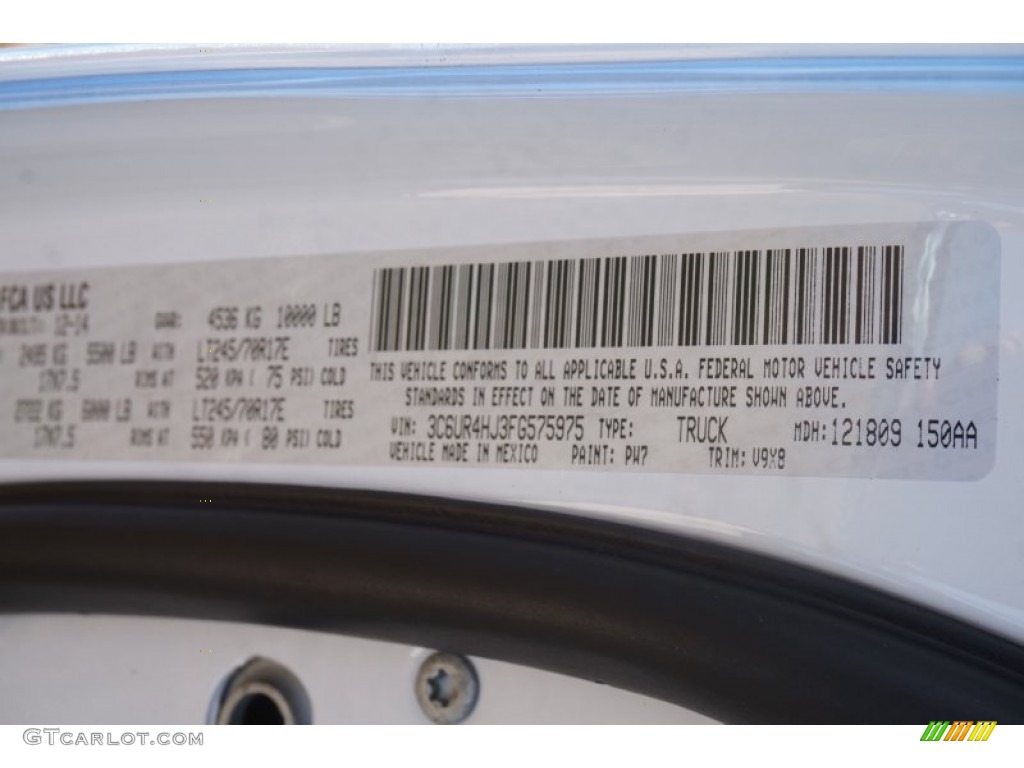 FCA US LLC
12-14 GVWR: 4536 KG 10000 LB
2495 KG 5500 LB WITH LT245/70R17E TIRES
17X7.5 RIMS AT 520 KPA ( 75 PSI) COLD
2722 KG 6000 LB WITH LT245/70R17E TIRES
17X7.5 RIMS AT 550 KPA ( 80 PSI) COLD
THIS VEHICLE CONFORMS TO ALL APPLICABLE U.S.A. FEDERAL MOTOR VEHICLE SAFETY
STANDARDS IN EFFECT ON THE DATE OF MANUFACTURE SHOWN ABOVE.
VIN: 3C6UR4HJ3FG575975 TYPE: TRUCK MDH: 121809 150AA
VEHICLE MADE IN MEXICO PAINT: PW7 TRIM: V9X8
GTCarlot.com